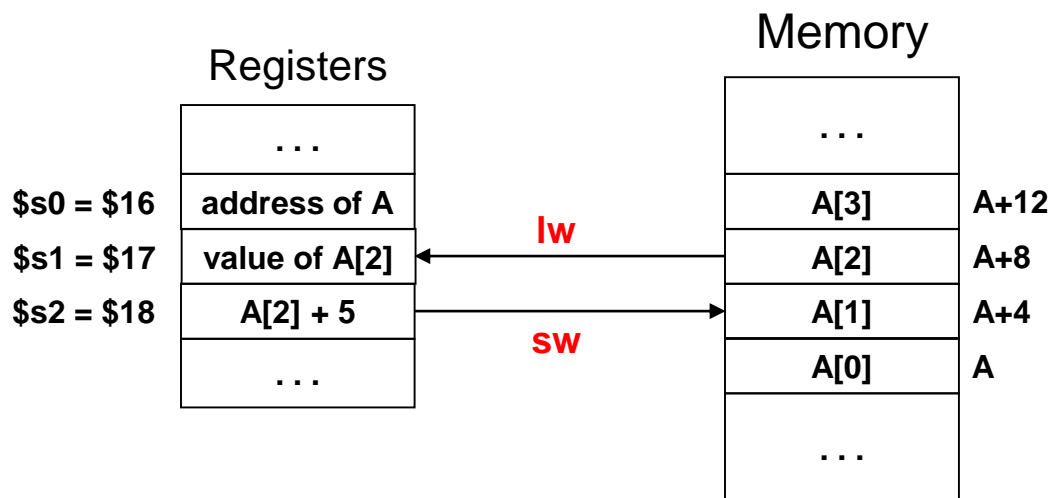 Memory
Registers
. . .
. . .
$s0 = $16 address of A A[3] A+12
lw
$s1 = $17 value of A[2] A[2] A+8
$s2 = $18 A[2] + 5 A[1] A+4
sw
. . . A[0] A
. . .